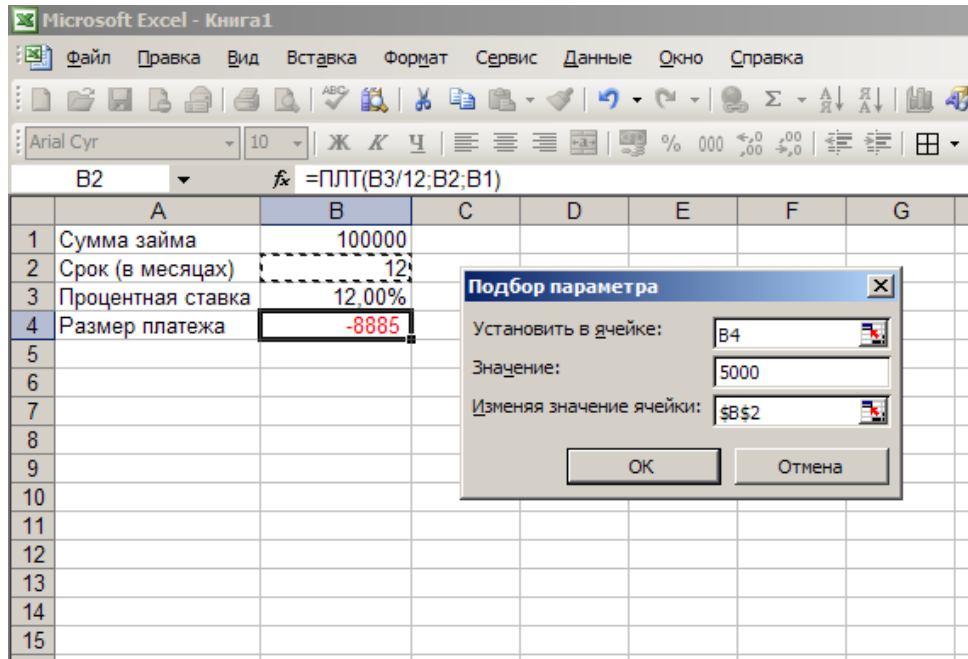 Microsoft Excel - Книга1
Файл Правка Вид Вставка Формат Сервис Данные Окно Справка
Arial Cyr 10 Ж К Ч % 000
B2 fx =ПЛТ(B3/12;B2;B1)
A B C D E F G
1 Сумма займа 100000
2 Срок (в месяцах) 12
3 Процентная ставка 12,00%
4 Размер платежа -8885
5
6
7
8
9
10
11
12
13
14
15
Подбор параметра
Установить в ячейке: B4
Значение: 5000
Изменяя значение ячейки: $B$2
ОК Отмена